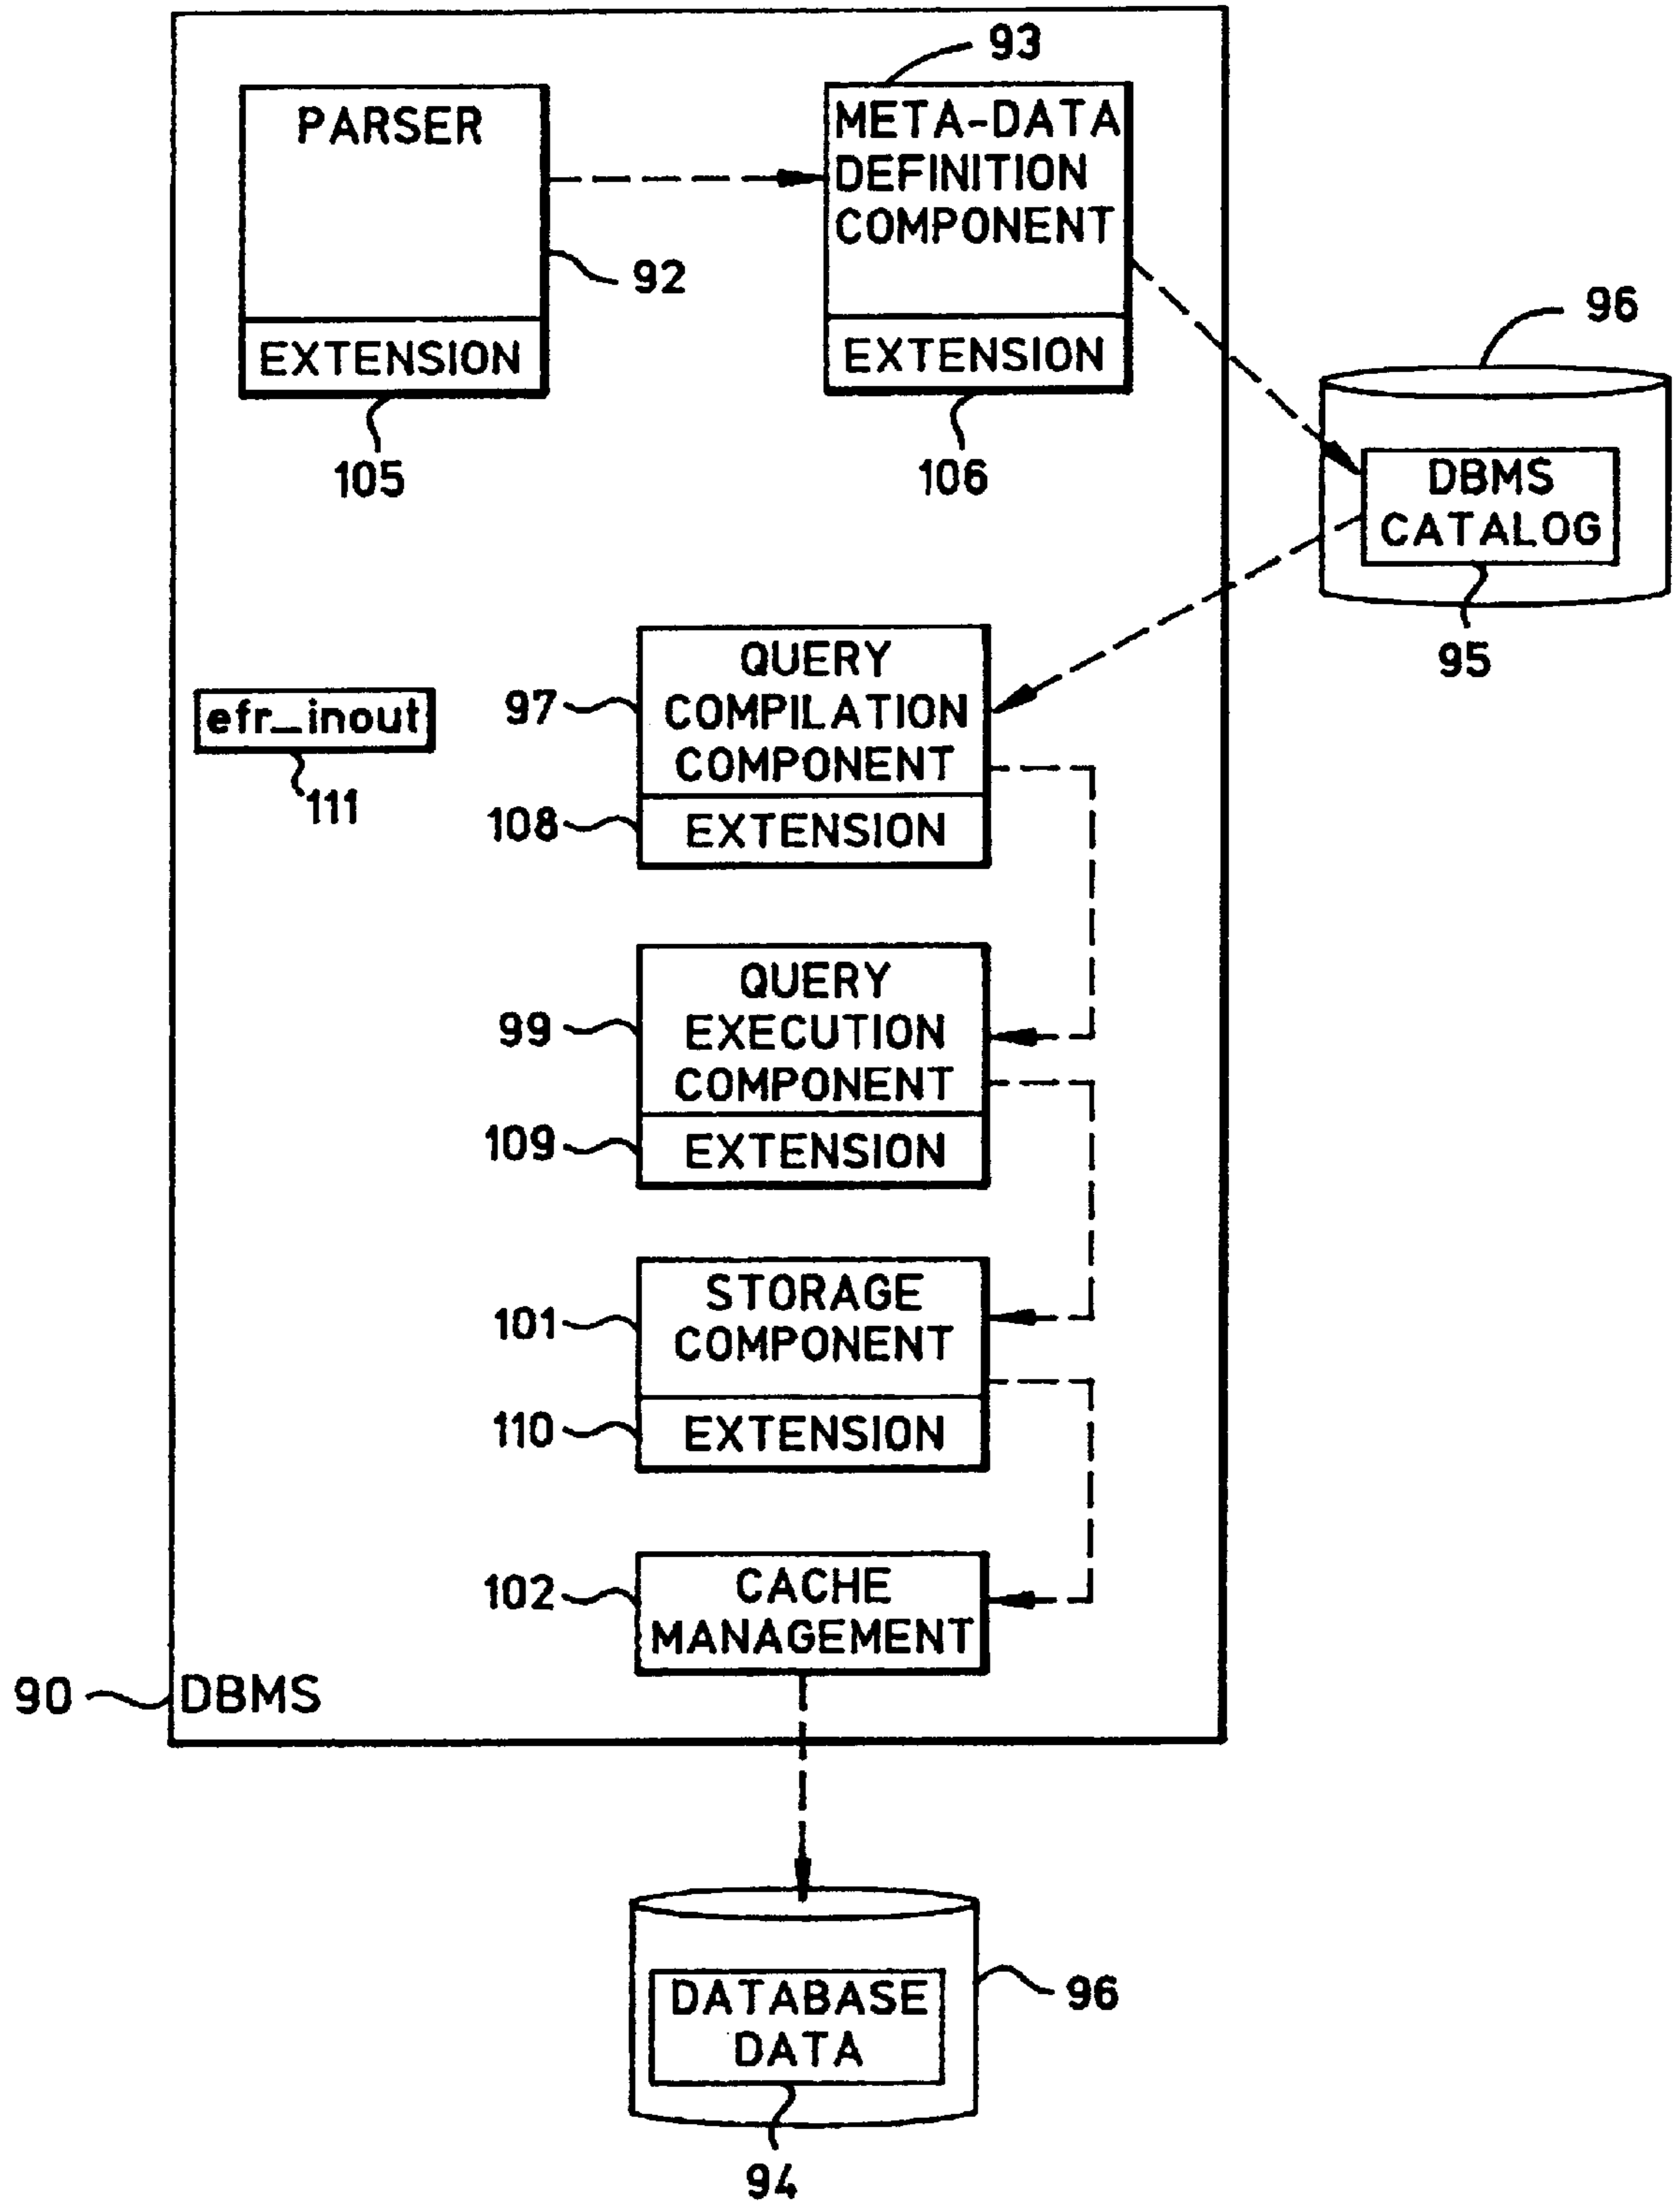 93
PARSER
META-DATA
DEFINITION
COMPONENT
92
EXTENSION
EXTENSION
96
105
106
DBMS
CATALOG
95
QUERY
COMPILATION
COMPONENT
97
efr_inout
111
108
EXTENSION
QUERY
EXECUTION
COMPONENT
99
109
EXTENSION
STORAGE
COMPONENT
101
110
EXTENSION
102
CACHE
MANAGEMENT
90
DBMS
DATABASE
DATA
96
94